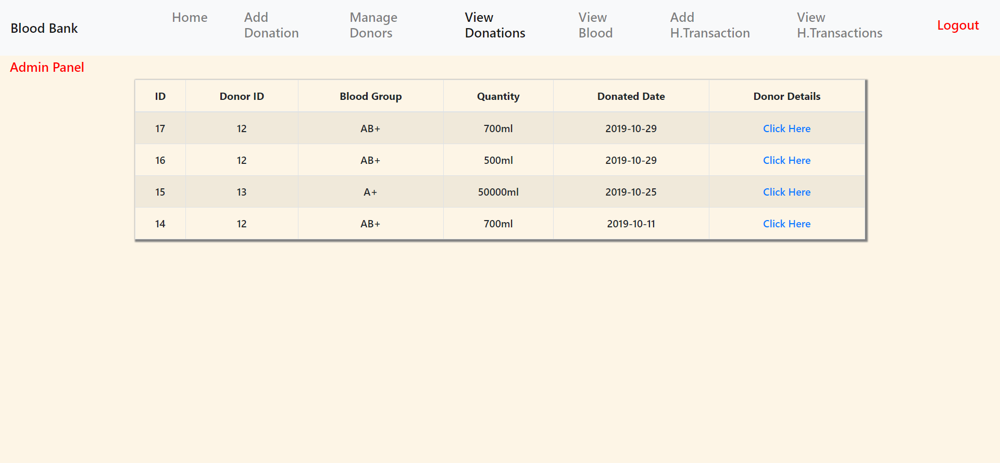 Blood Bank
Home
Add
Donation
Manage
Donors
View
Donations
View
Blood
Add
H.Transaction
View
H.Transactions
Logout
Admin Panel
ID Donor ID Blood Group Quantity Donated Date Donor Details
17 12 AB+ 700ml 2019-10-29 Click Here
16 12 AB+ 500ml 2019-10-29 Click Here
15 13 A+ 50000ml 2019-10-25 Click Here
14 12 AB+ 700ml 2019-10-11 Click Here